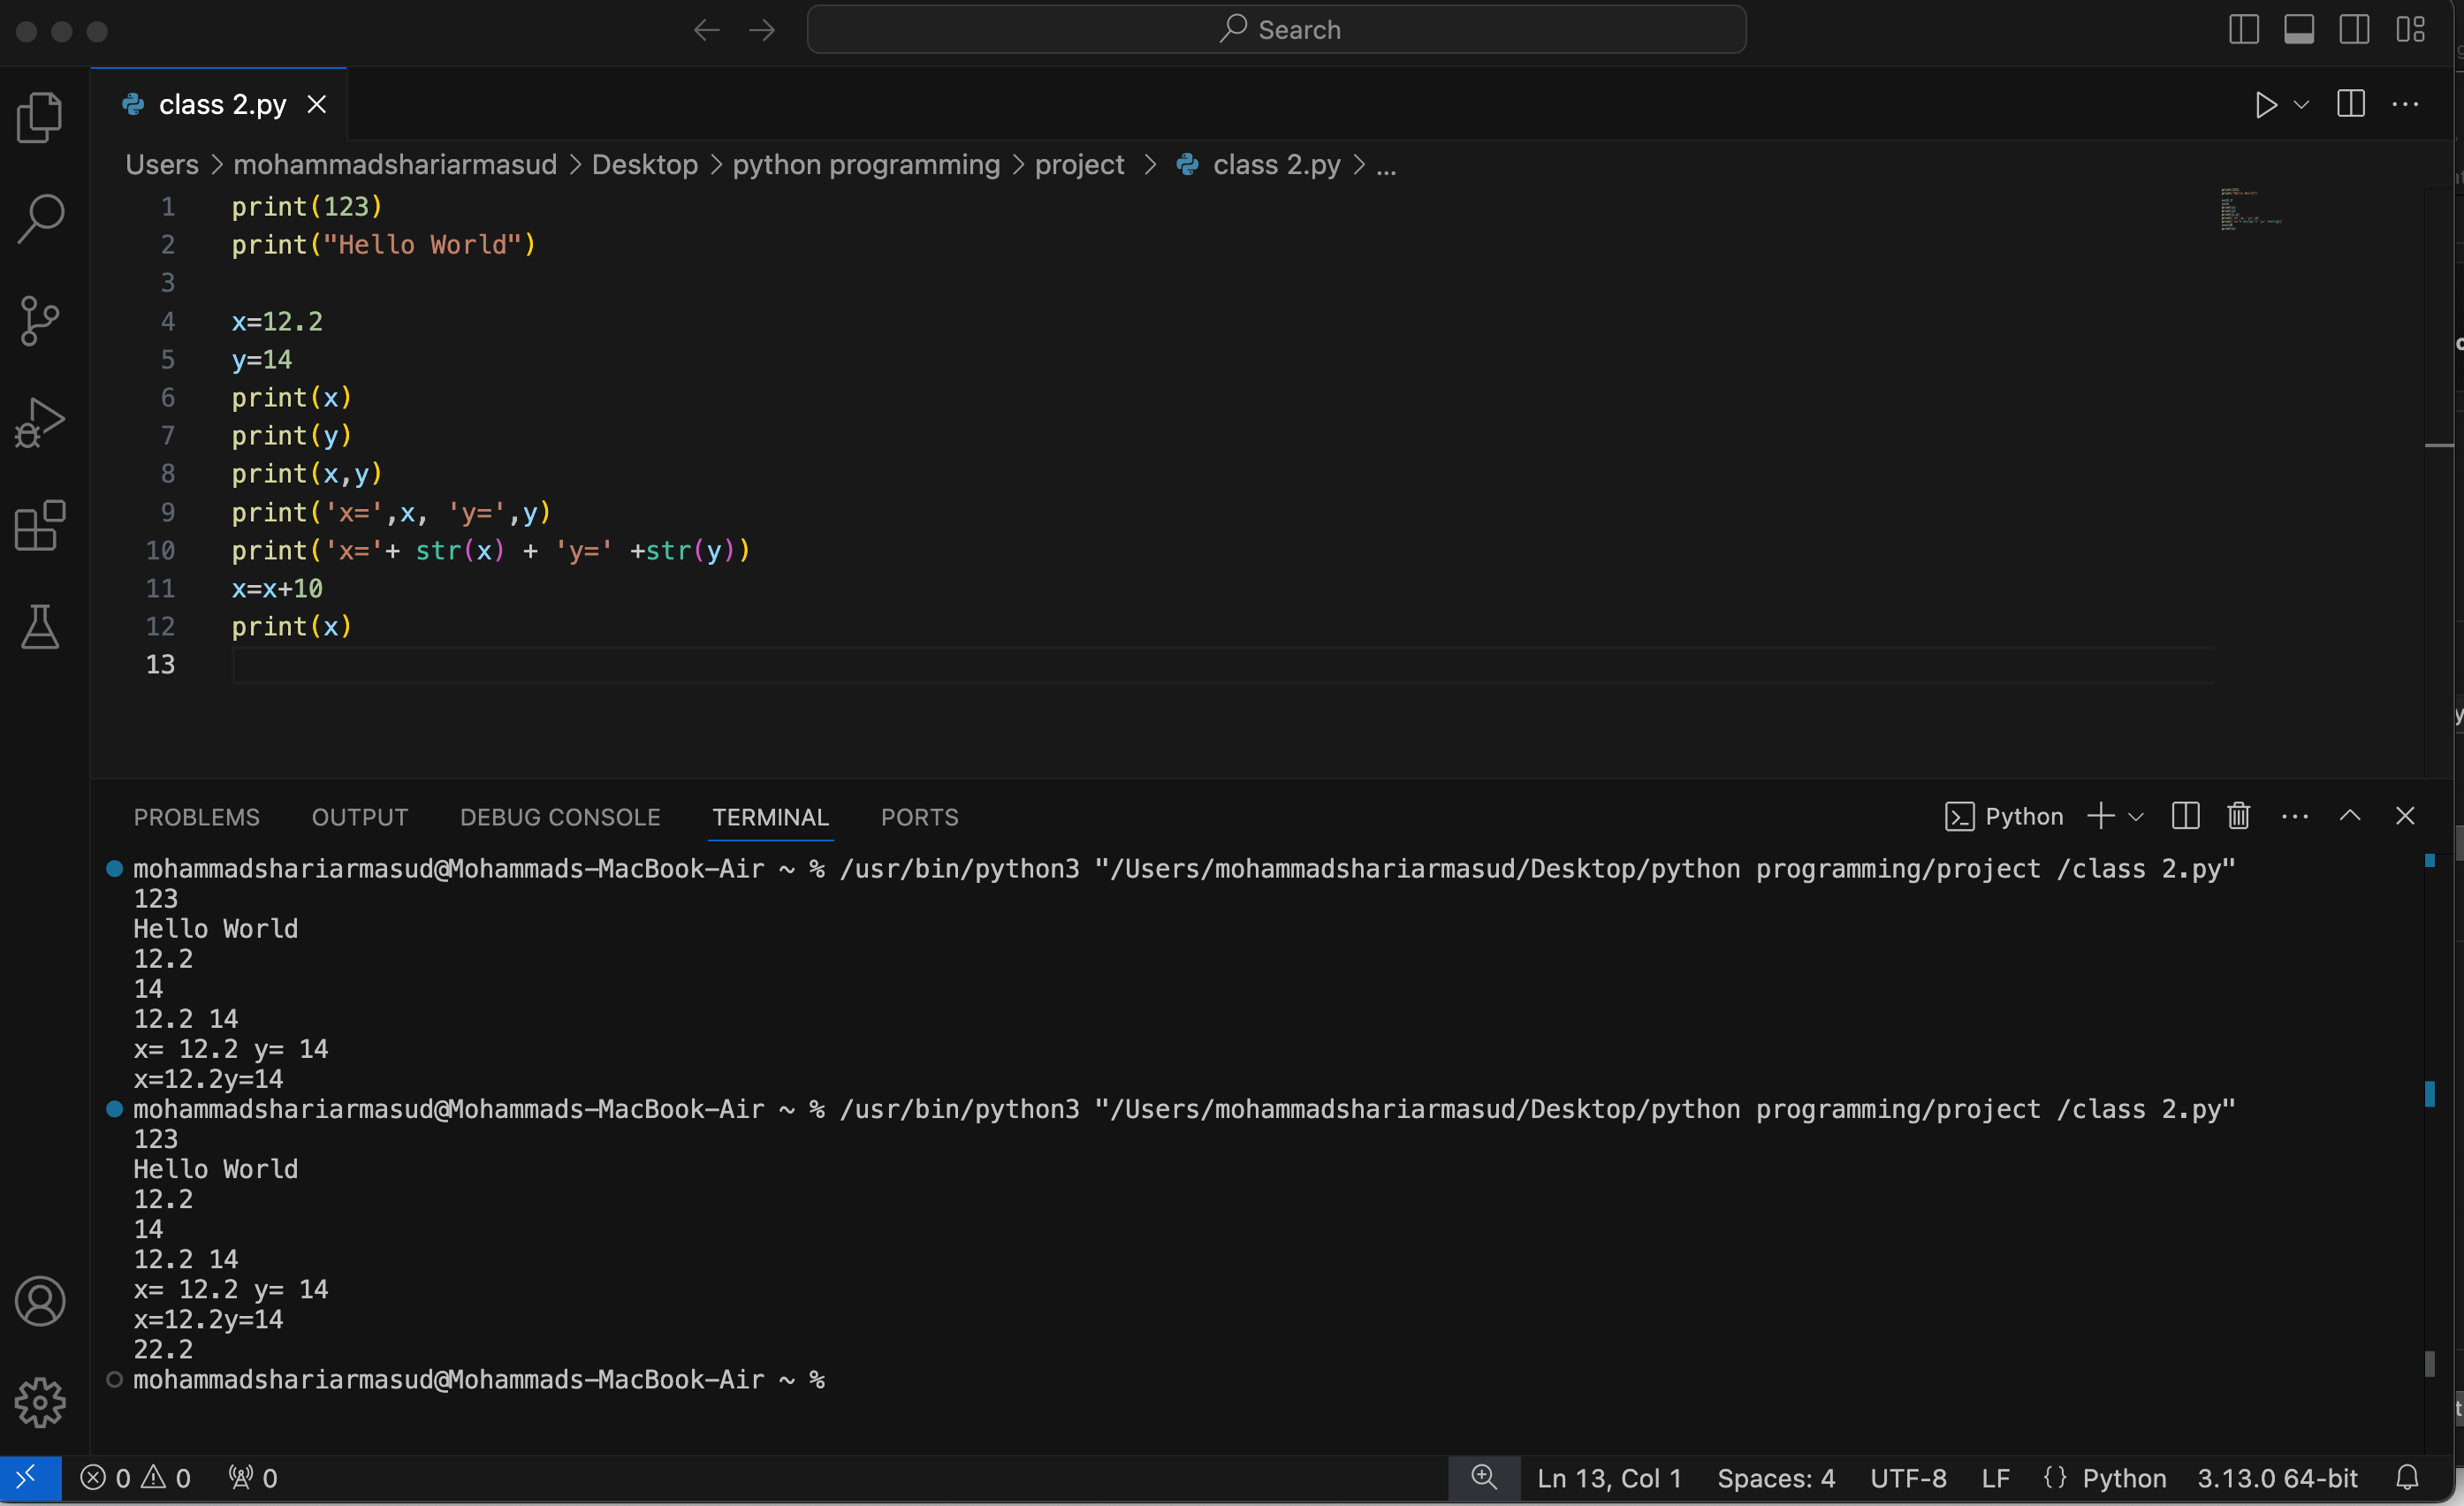 Search
class 2.py
Users > mohammadshariarmasud > Desktop > python programming > project > class 2.py > ...
1 print(123)
2 print("Hello World")
3
4 x=12.2
5 y=14
6 print(x)
7 print(y)
8 print(x,y)
9 print('x=',x, 'y=',y)
10 print('x='+ str(x) + 'y=' +str(y))
11 x=x+10
12 print(x)
13
PROBLEMS OUTPUT DEBUG CONSOLE TERMINAL PORTS Python
mohammadshariarmasud@Mohammads-MacBook-Air ~ % /usr/bin/python3 "/Users/mohammadshariarmasud/Desktop/python programming/project /class 2.py"
123
Hello World
12.2
14
12.2 14
x= 12.2 y= 14
x=12.2y=14
mohammadshariarmasud@Mohammads-MacBook-Air ~ % /usr/bin/python3 "/Users/mohammadshariarmasud/Desktop/python programming/project /class 2.py"
123
Hello World
12.2
14
12.2 14
x= 12.2 y= 14
x=12.2y=14
22.2
mohammadshariarmasud@Mohammads-MacBook-Air ~ %
0 0 0 Ln 13, Col 1 Spaces: 4 UTF-8 LF {} Python 3.13.0 64-bit